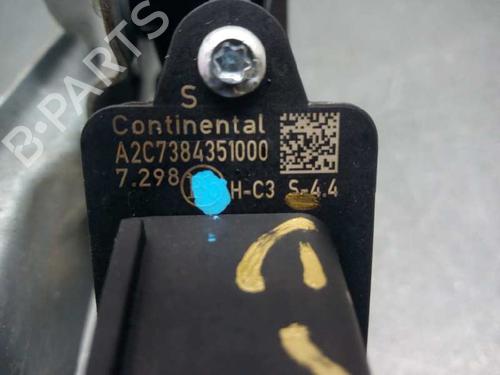 S
Continental
A2C7384351000
7.298 H-C3 S-4.4
B-PARTS